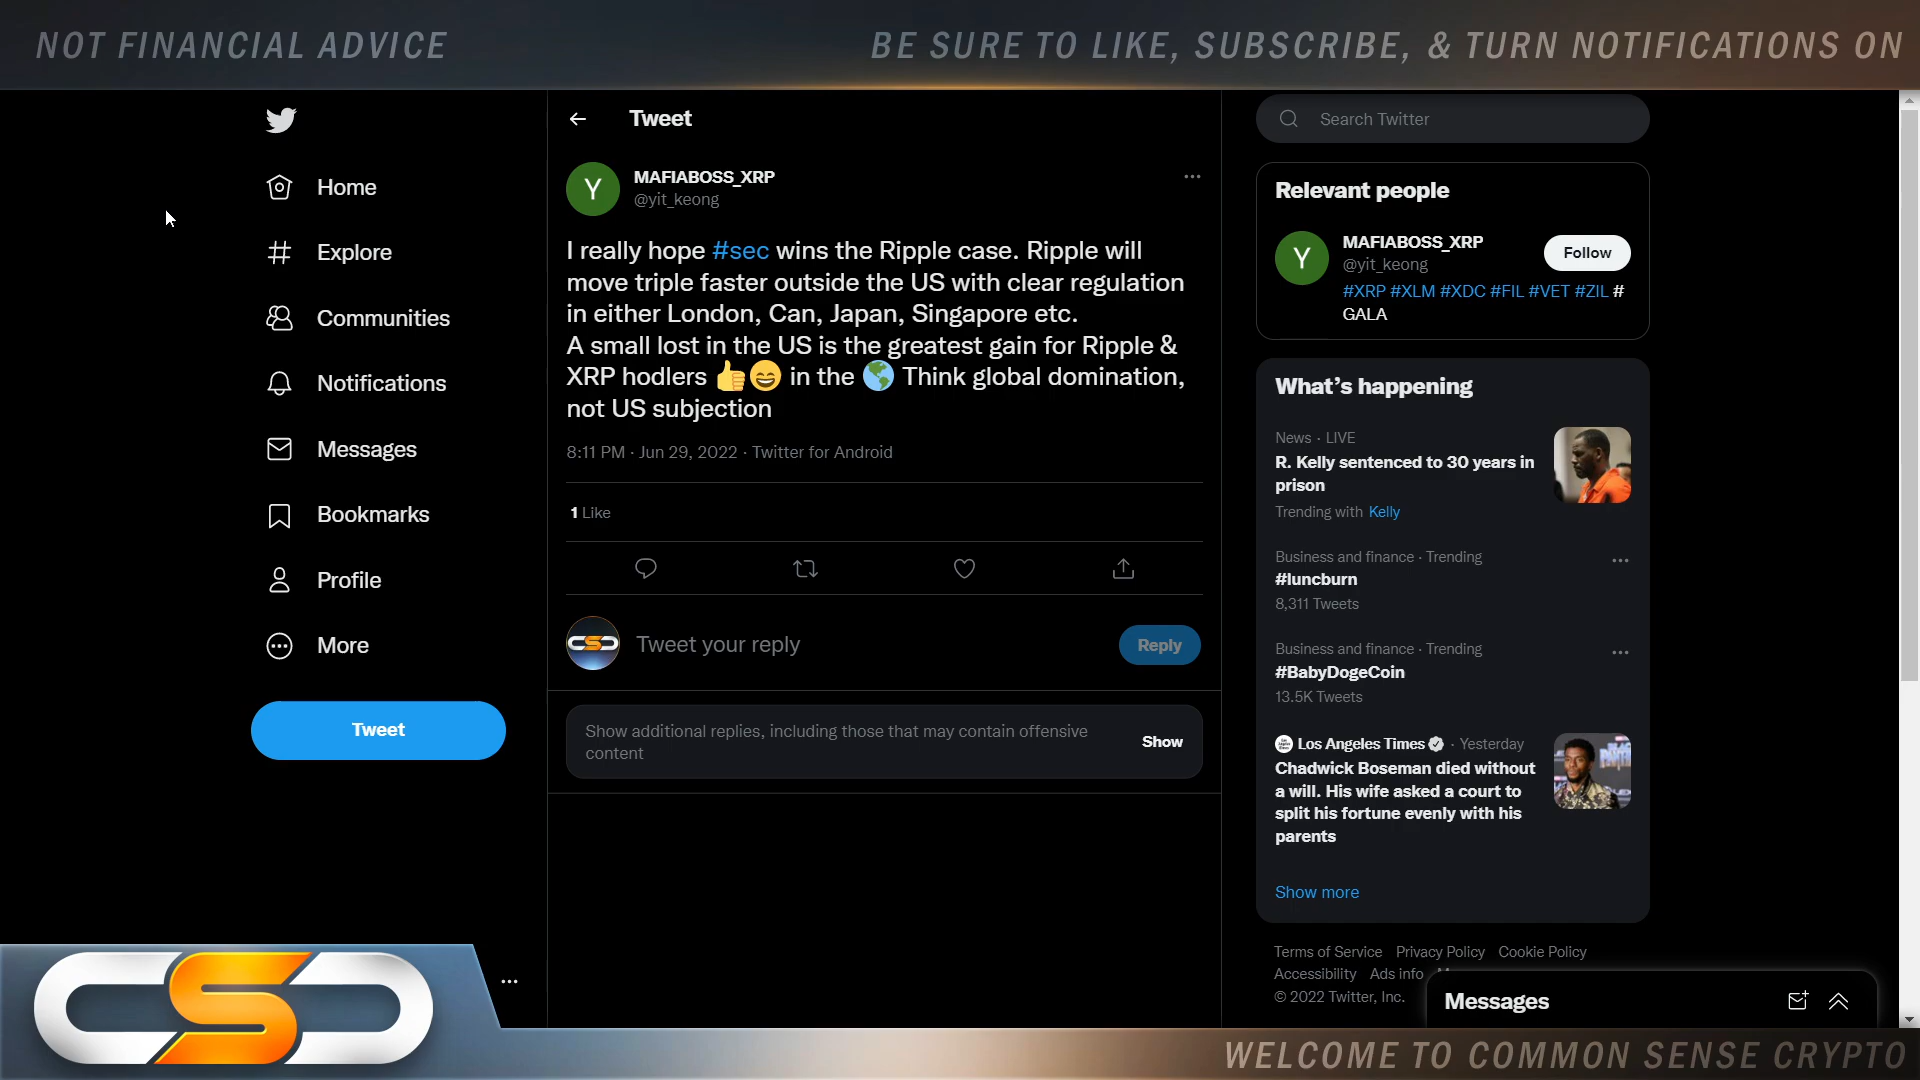 NOT FINANCIAL ADVICE
BE SURE TO LIKE, SUBSCRIBE, & TURN NOTIFICATIONS ON
Home
Explore
Communities
Notifications
Messages
Bookmarks
Profile
More
Tweet
Tweet
Y
MAFIABOSS_XRP
@yit_keong
I really hope #sec wins the Ripple case. Ripple will
move triple faster outside the US with clear regulation
in either London, Can, Japan, Singapore etc.
A small lost in the US is the greatest gain for Ripple &
XRP hodlers 👍😄 in the 🌎 Think global domination,
not US subjection
8:11 PM · Jun 29, 2022 · Twitter for Android
1 Like
CSC
Tweet your reply
Reply
Show additional replies, including those that may contain offensive
content
Show
Search Twitter
Relevant people
Y
MAFIABOSS_XRP
@yit_keong
Follow
#XRP #XLM #XDC #FIL #VET #ZIL #
GALA
What's happening
News · LIVE
R. Kelly sentenced to 30 years in
prison
Trending with Kelly
Business and finance · Trending
#luncburn
8,311 Tweets
Business and finance · Trending
#BabyDogeCoin
13.5K Tweets
Los Angeles Times · Yesterday
Chadwick Boseman died without
a will. His wife asked a court to
split his fortune evenly with his
parents
Show more
Terms of Service Privacy Policy Cookie Policy
Accessibility Ads info
© 2022 Twitter, Inc.
Messages
CSC
WELCOME TO COMMON SENSE CRYPTO